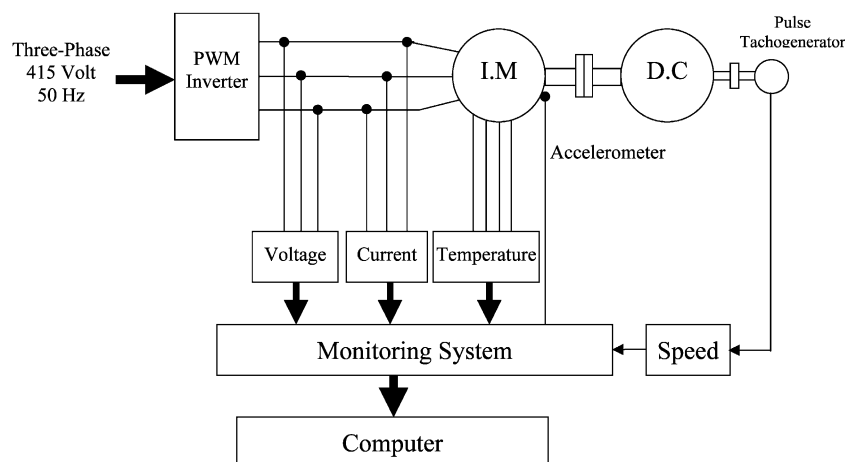 Three-Phase
415 Volt
50 Hz
PWM
Inverter
I.M
D.C
Pulse
Tachogenerator
Accelerometer
Voltage
Current
Temperature
Monitoring System
Speed
Computer